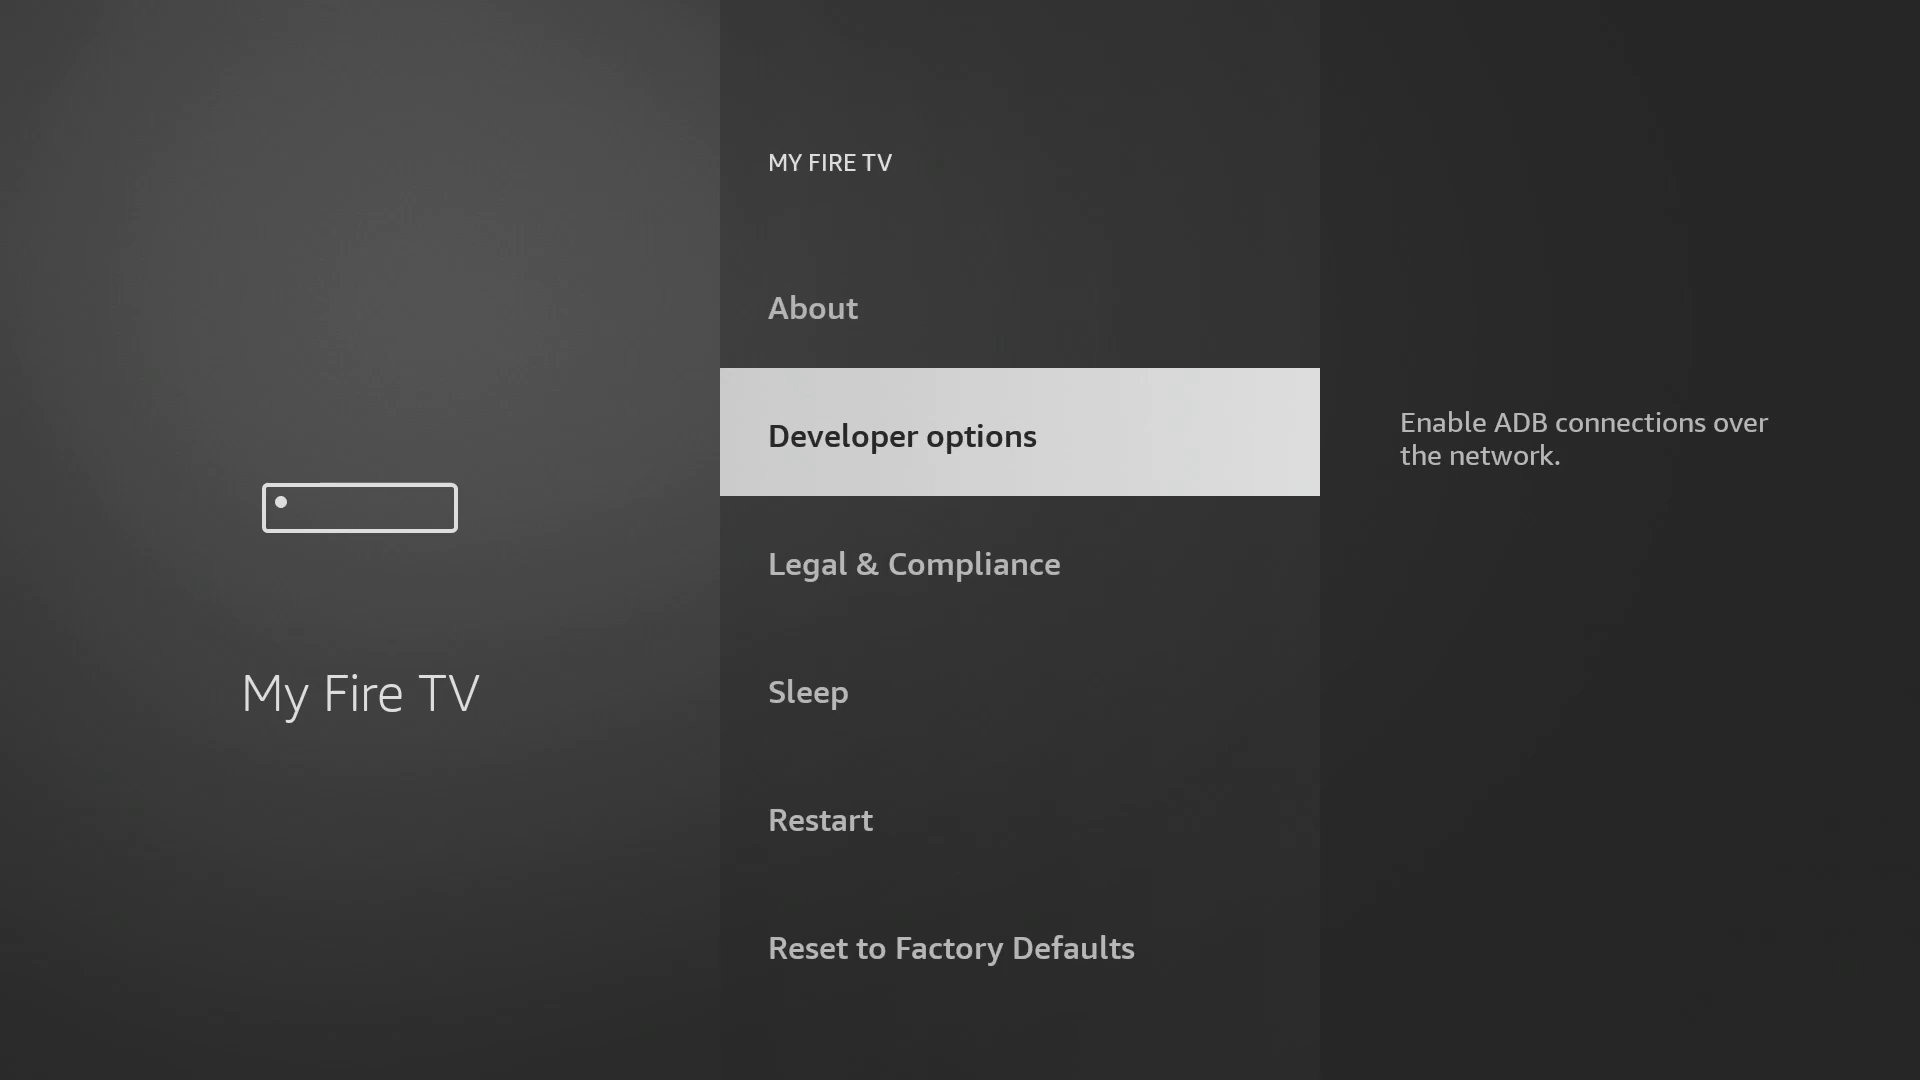 MY FIRE TV
About
Developer options
Enable ADB connections over
the network.
Legal & Compliance
My Fire TV
Sleep
Restart
Reset to Factory Defaults